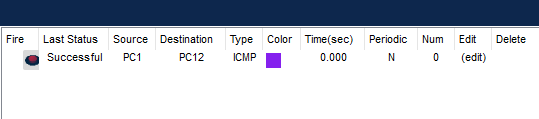 Fire Last Status Source Destination Type Color Time(sec) Periodic Num Edit Delete
Successful PC1 PC12 ICMP 0.000 N 0 (edit)